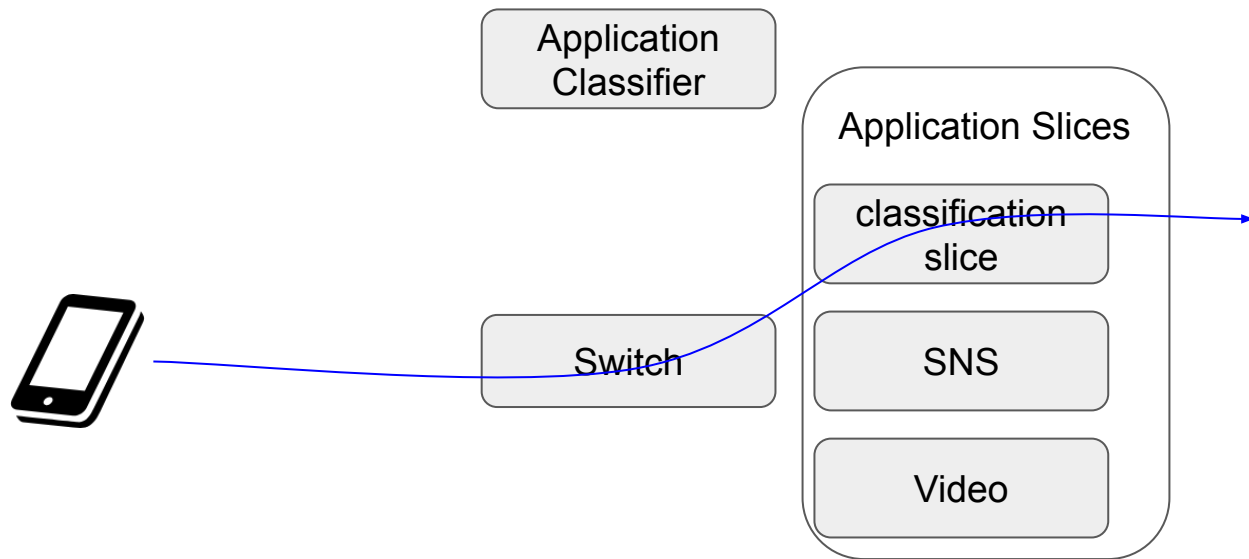 Application
Classifier
Application Slices
classification
slice
Switch
SNS
Video